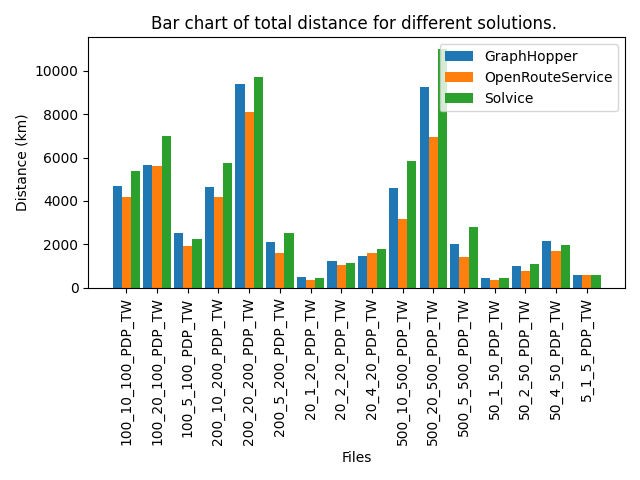 Bar chart of total distance for different solutions.
GraphHopper
OpenRouteService
Solvice
Distance (km)
10000
8000
6000
4000
2000
0
100_10_100_PDP_TW
100_20_100_PDP_TW
100_5_100_PDP_TW
200_10_200_PDP_TW
200_20_200_PDP_TW
200_5_200_PDP_TW
20_1_20_PDP_TW
20_2_20_PDP_TW
20_4_20_PDP_TW
500_10_500_PDP_TW
500_20_500_PDP_TW
500_5_500_PDP_TW
50_1_50_PDP_TW
50_2_50_PDP_TW
50_4_50_PDP_TW
5_1_5_PDP_TW
Files